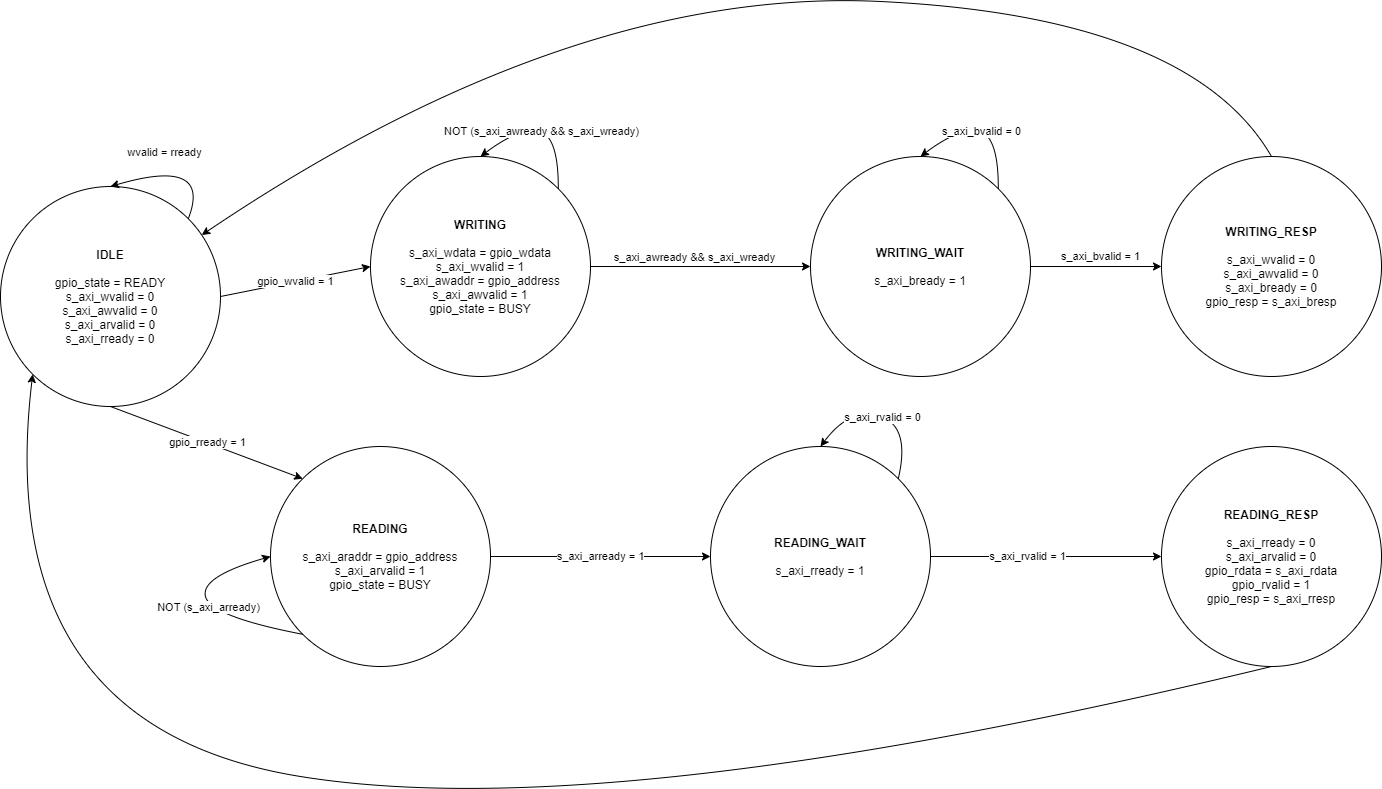 wvalid = rready
IDLE
gpio_state = READY
s_axi_wvalid = 0
s_axi_awvalid = 0
s_axi_arvalid = 0
s_axi_rready = 0
gpio_wvalid = 1
NOT (s_axi_awready && s_axi_wready)
WRITING
s_axi_wdata = gpio_wdata
s_axi_wvalid = 1
s_axi_awaddr = gpio_address
s_axi_awvalid = 1
gpio_state = BUSY
s_axi_awready && s_axi_wready
s_axi_bvalid = 0
WRITING_WAIT
s_axi_bready = 1
s_axi_bvalid = 1
WRITING_RESP
s_axi_wvalid = 0
s_axi_awvalid = 0
s_axi_bready = 0
gpio_resp = s_axi_bresp
gpio_rready = 1
READING
s_axi_araddr = gpio_address
s_axi_arvalid = 1
gpio_state = BUSY
NOT (s_axi_arready)
s_axi_arready = 1
s_axi_rvalid = 0
READING_WAIT
s_axi_rready = 1
s_axi_rvalid = 1
READING_RESP
s_axi_rready = 0
s_axi_arvalid = 0
gpio_rdata = s_axi_rdata
gpio_rvalid = 1
gpio_resp = s_axi_rresp